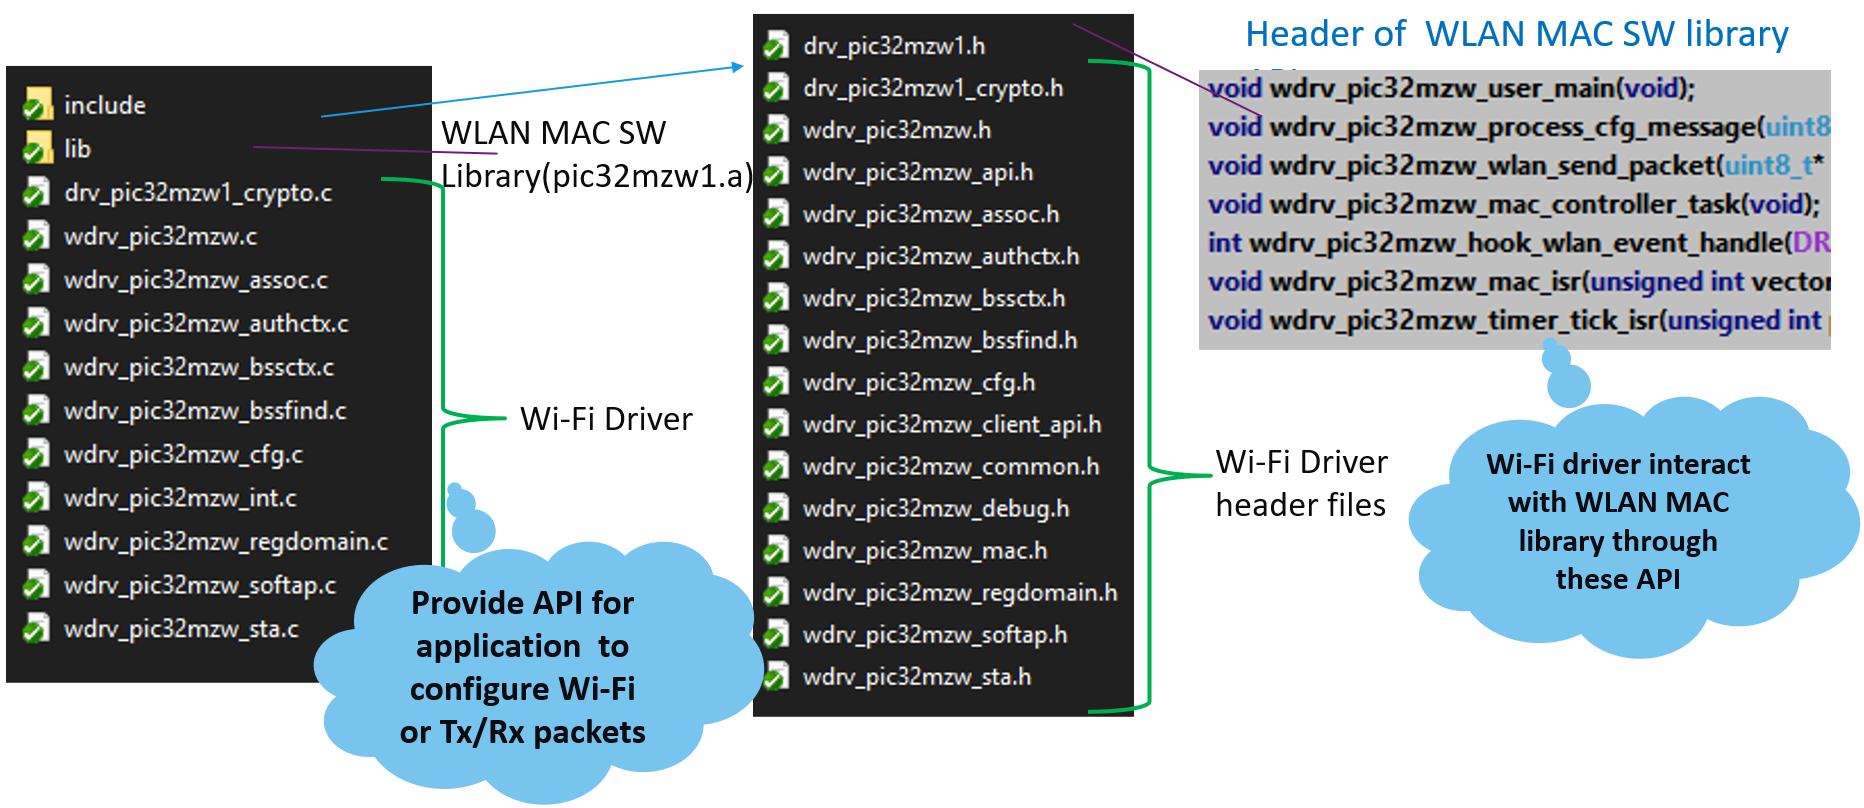 include
lib
drv_pic32mzw1_crypto.c
wdrv_pic32mzw.c
wdrv_pic32mzw_assoc.c
wdrv_pic32mzw_authctx.c
wdrv_pic32mzw_bssctx.c
wdrv_pic32mzw_bssfind.c
wdrv_pic32mzw_cfg.c
wdrv_pic32mzw_int.c
wdrv_pic32mzw_regdomain.c
wdrv_pic32mzw_softap.c
wdrv_pic32mzw_sta.c
WLAN MAC SW
Library(pic32mzw1.a)
Wi-Fi Driver
Provide API for
application to
configure Wi-Fi
or Tx/Rx packets
drv_pic32mzw1.h
drv_pic32mzw1_crypto.h
wdrv_pic32mzw.h
wdrv_pic32mzw_api.h
wdrv_pic32mzw_assoc.h
wdrv_pic32mzw_authctx.h
wdrv_pic32mzw_bssctx.h
wdrv_pic32mzw_bssfind.h
wdrv_pic32mzw_cfg.h
wdrv_pic32mzw_client_api.h
wdrv_pic32mzw_common.h
wdrv_pic32mzw_debug.h
wdrv_pic32mzw_mac.h
wdrv_pic32mzw_regdomain.h
wdrv_pic32mzw_softap.h
wdrv_pic32mzw_sta.h
Wi-Fi Driver
header files
Header of WLAN MAC SW library
void wdrv_pic32mzw_user_main(void);
void wdrv_pic32mzw_process_cfg_message(uint8
void wdrv_pic32mzw_wlan_send_packet(uint8_t*
void wdrv_pic32mzw_mac_controller_task(void);
int wdrv_pic32mzw_hook_wlan_event_handle(DR
void wdrv_pic32mzw_mac_isr(unsigned int vector
void wdrv_pic32mzw_timer_tick_isr(unsigned int
Wi-Fi driver interact
with WLAN MAC
library through
these API